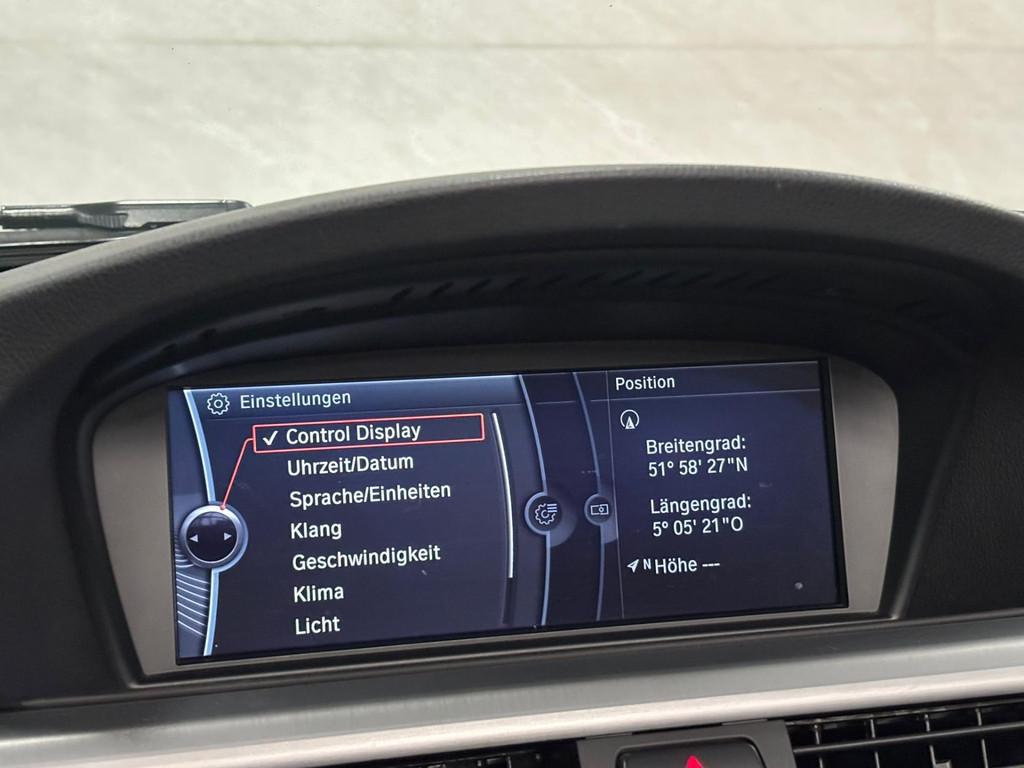 Einstellungen
✓ Control Display
Uhrzeit/Datum
Sprache/Einheiten
Klang
Geschwindigkeit
Klima
Licht
Position
Breitengrad:
51° 58' 27"N
Längengrad:
5° 05' 21"O
N Höhe ---